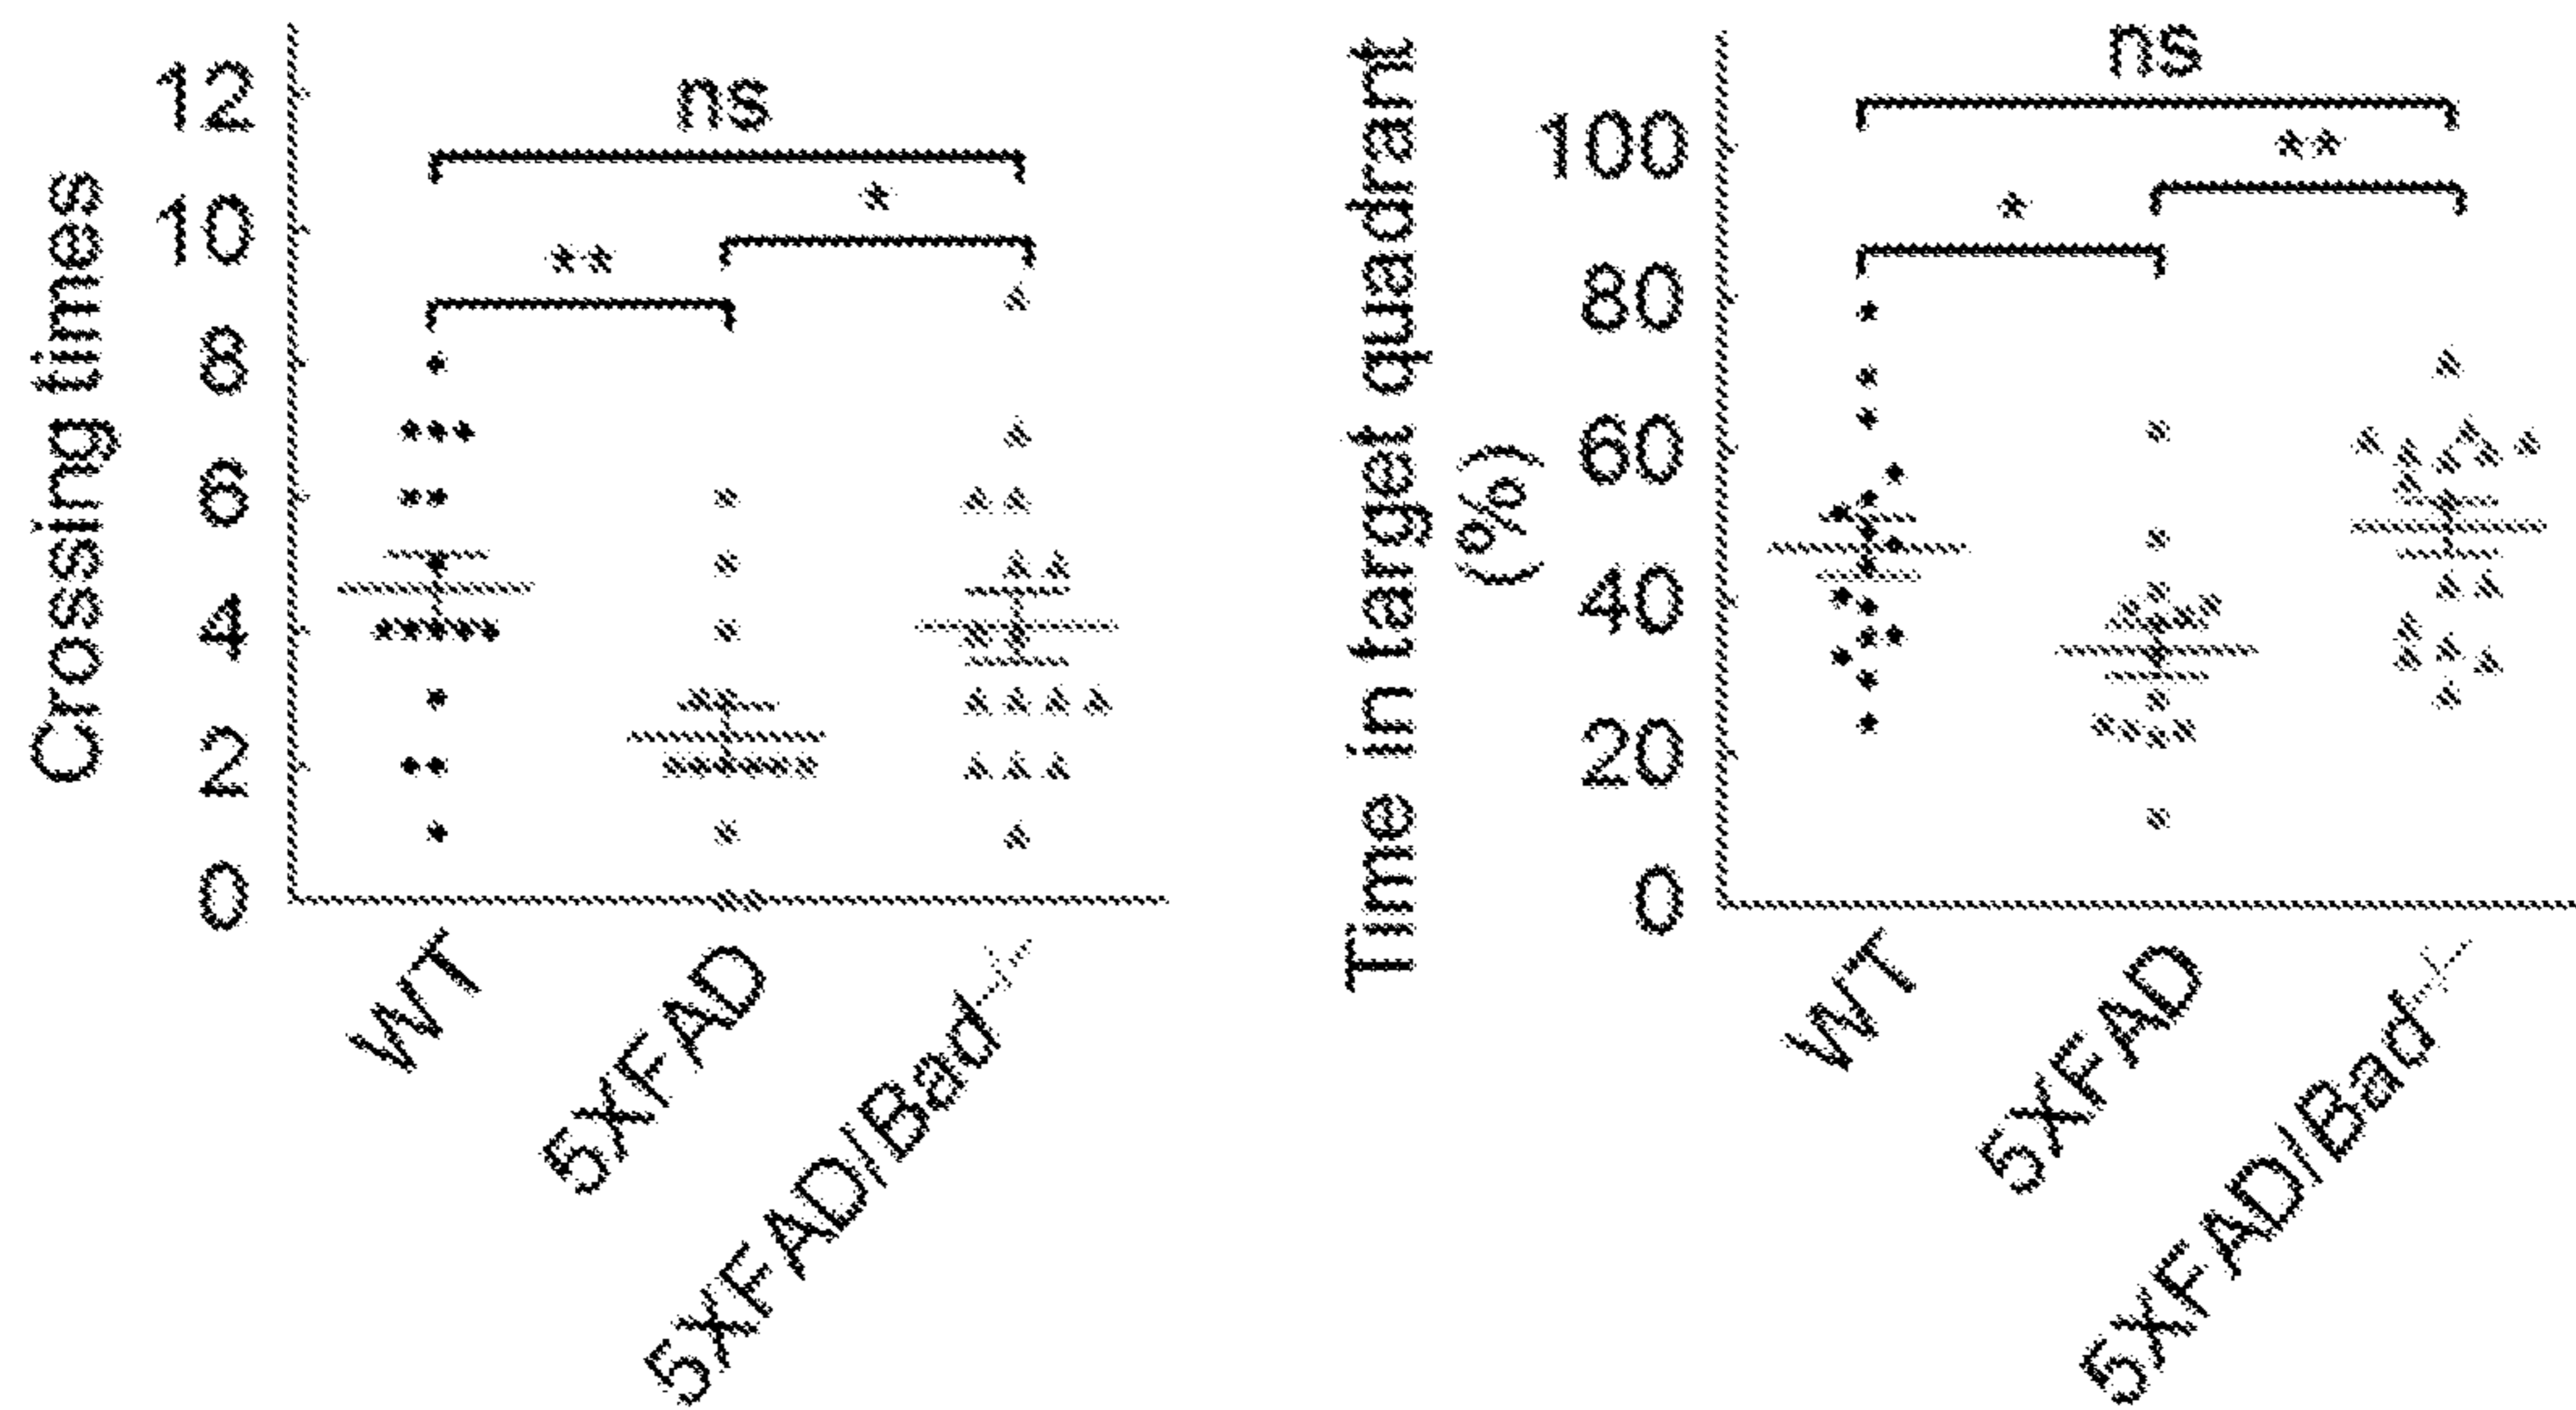 Crossing times
12
10
8
6
4
2
0
ns
*
**
WT
5XFAD
5XFAD/Bad-/-
Time in target quadrant
(%)
100
80
60
40
20
0
ns
**
*
WT
5XFAD
5XFAD/Bad-/-